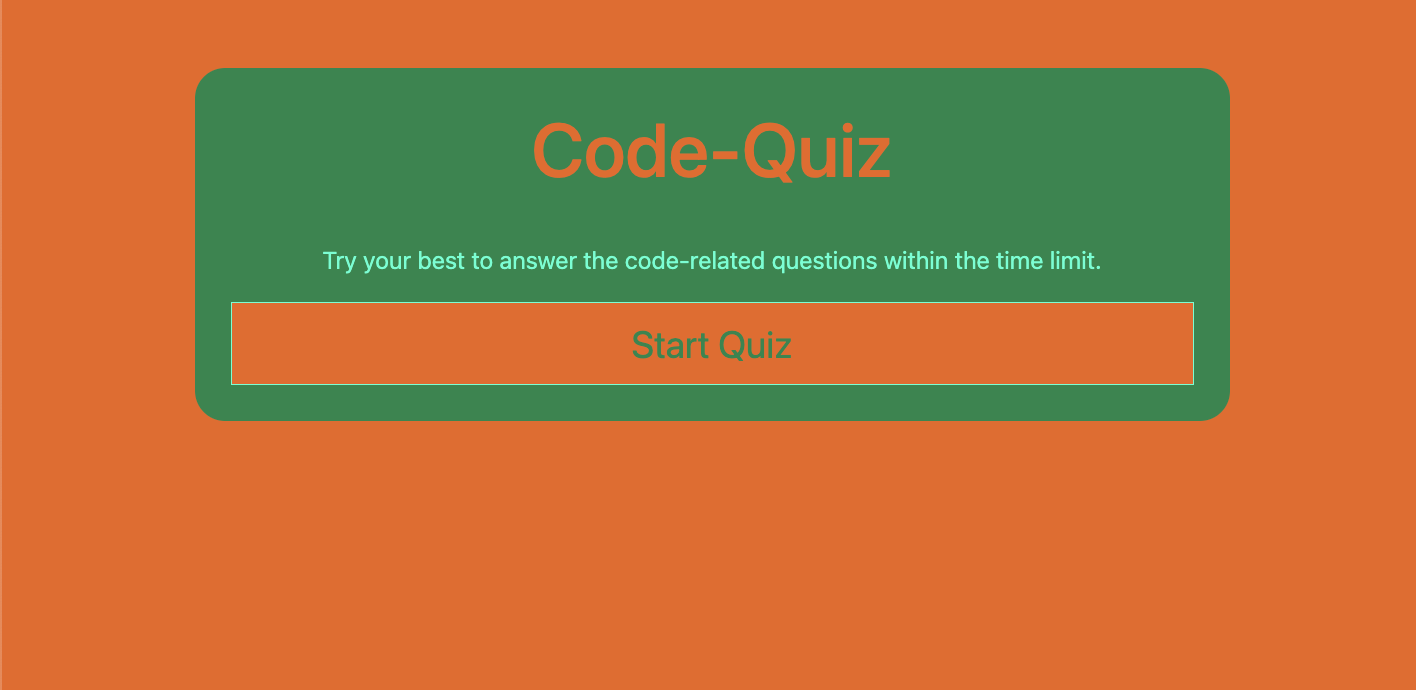 Code-Quiz
Try your best to answer the code-related questions within the time limit.
Start Quiz